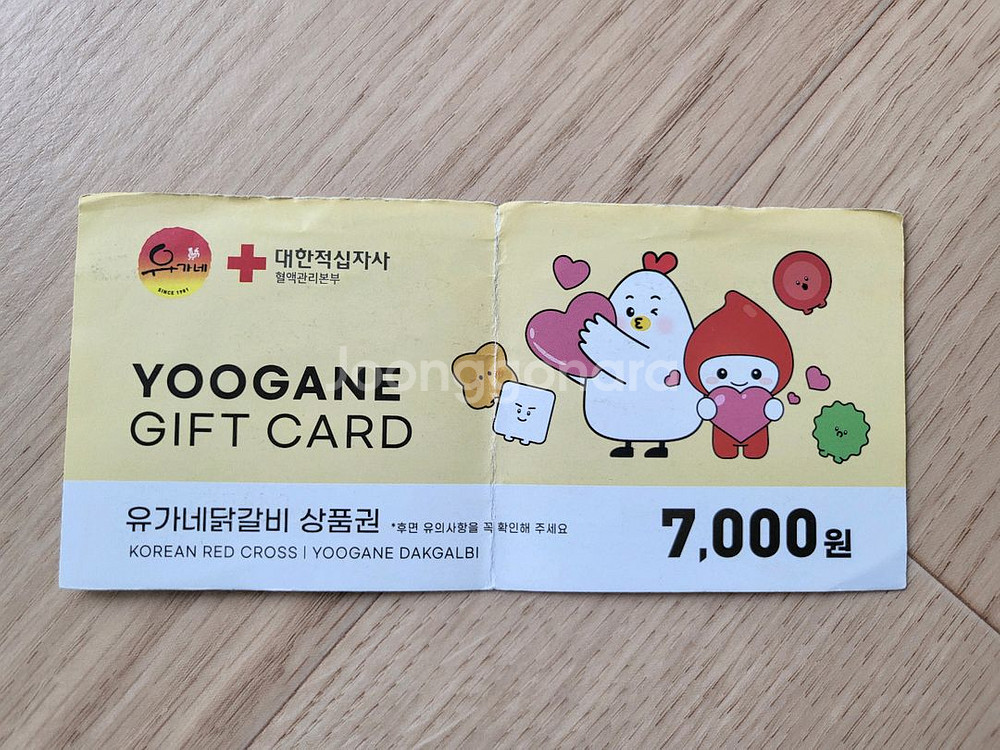 유가네
SINCE 1981
대한적십자사
혈액관리본부
YOOGANE
GIFT CARD
Joonggonara
유가네닭갈비 상품권 *후면 유의사항을 꼭 확인해 주세요
KOREAN RED CROSS | YOOGANE DAKGALBI
7,000원